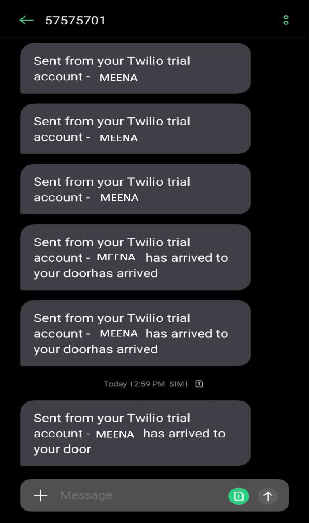 57575701
Sent from your Twilio trial
account - MEENA
Sent from your Twilio trial
account - MEENA
Sent from your Twilio trial
account - MEENA
Sent from your Twilio trial
account - MEENA has arrived to
your doorhas arrived
Sent from your Twilio trial
account - MEENA has arrived to
your doorhas arrived
Today 12:59 PM SIM1
Sent from your Twilio trial
account - MEENA has arrived to
your door
Message